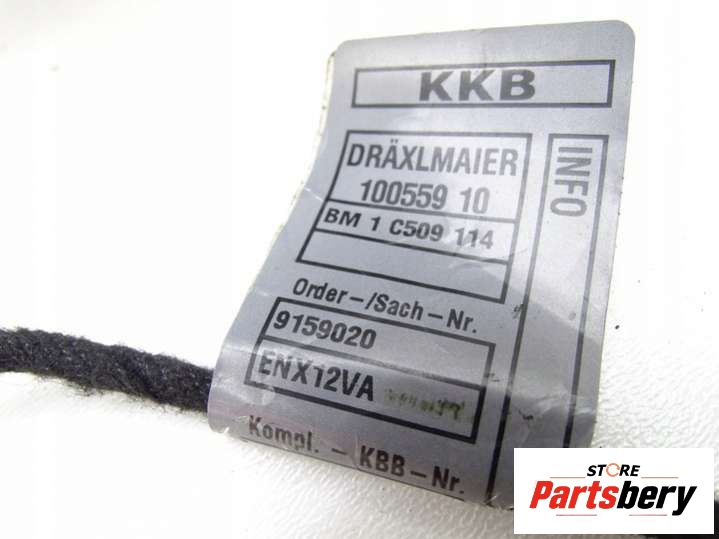 KKB
DRÄXLMAIER
100559 10
BM 1 C509 114
INFO
Order-/Sach-Nr.
9159020
ENX12VA
Kompl. - KBB-Nr.
STORE
Partsbery